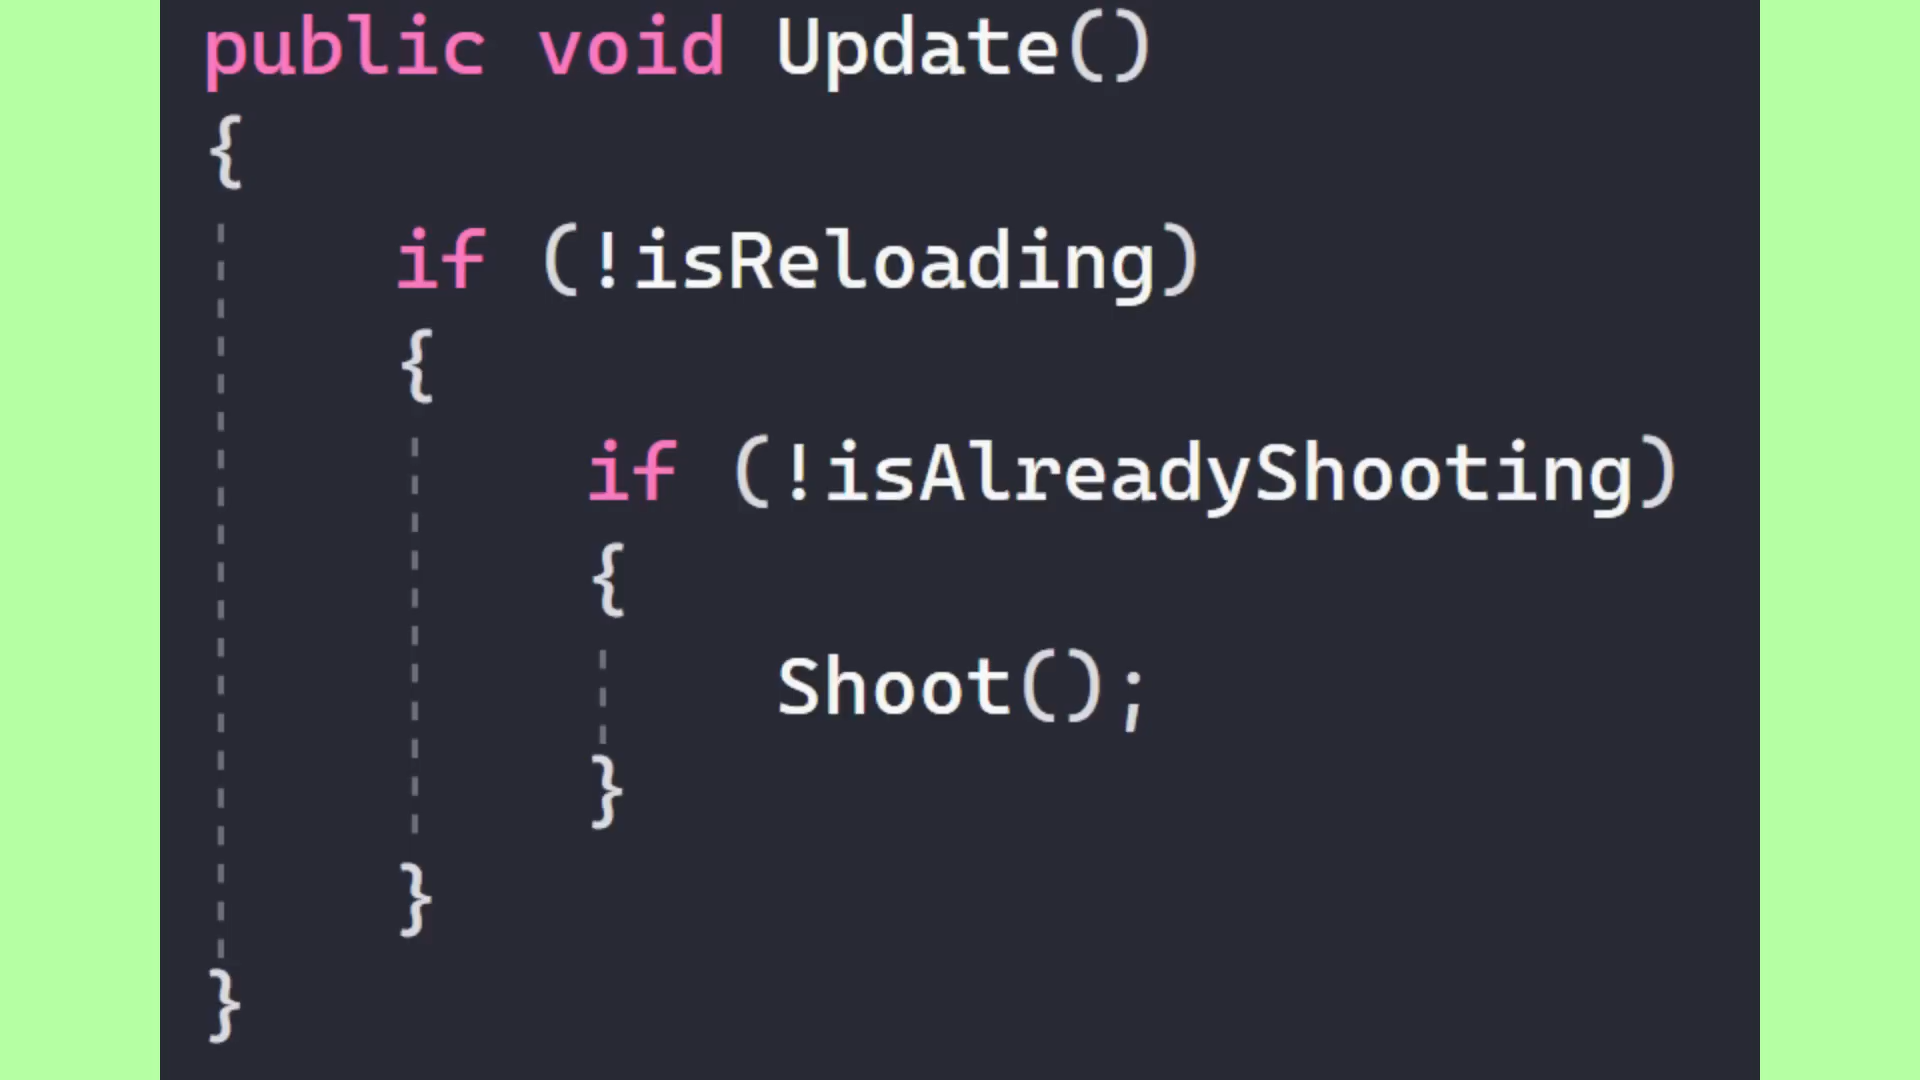 public void Update()
{
if (!isReloading)
{
if (!isAlreadyShooting)
{
Shoot();
}
}
}